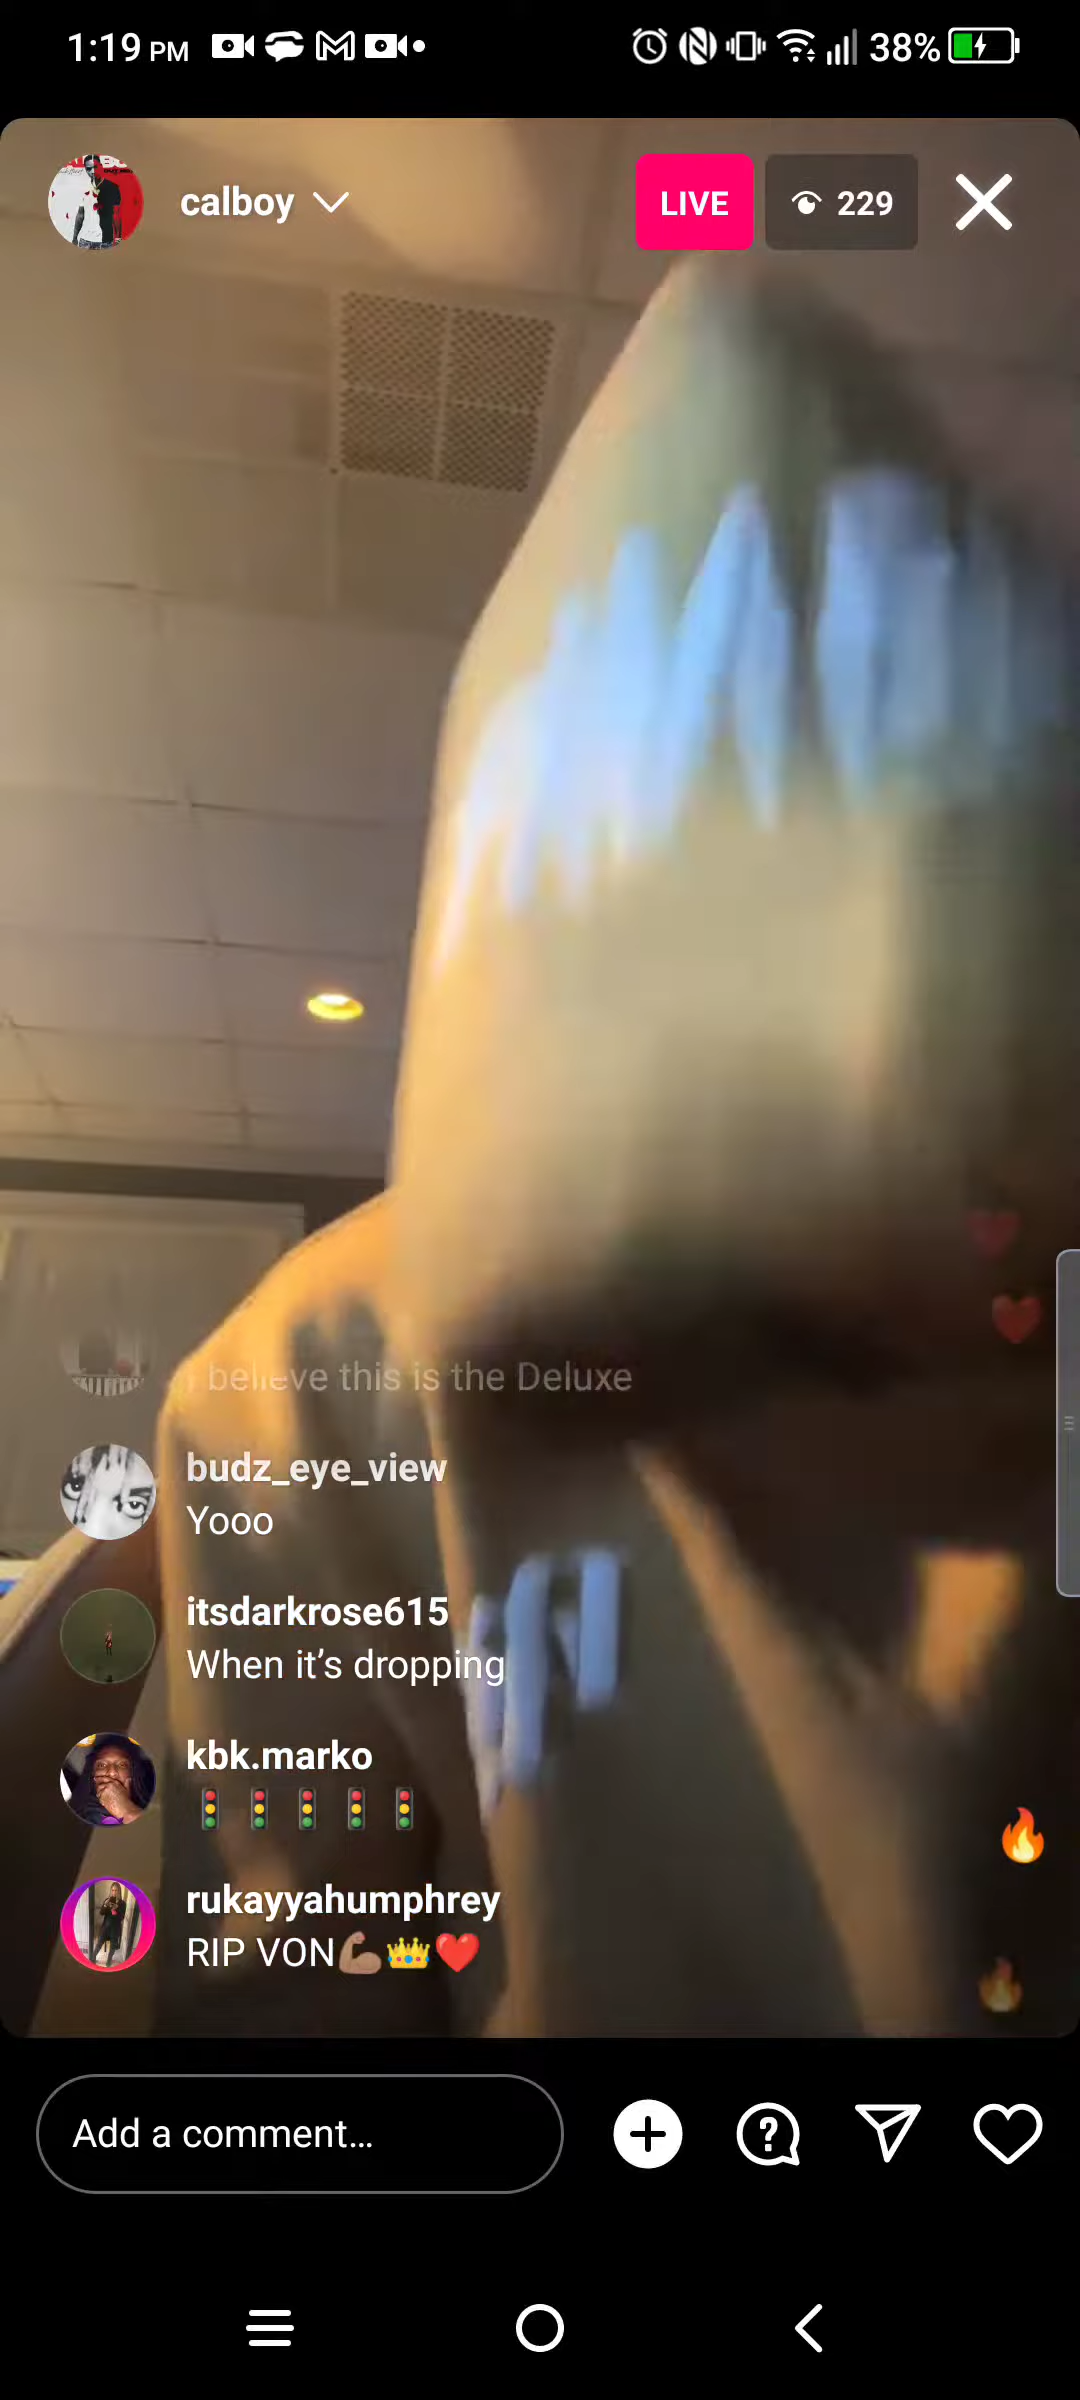 1:19 PM
38%
calboy
LIVE
229
believe this is the Deluxe
budz_eye_view
Yooo
itsdarkrose615
When it’s dropping
kbk.marko
🚦 🚦 🚦 🚦 🚦
rukayyahumphrey
RIP VON💪🏽👑❤️
Add a comment...